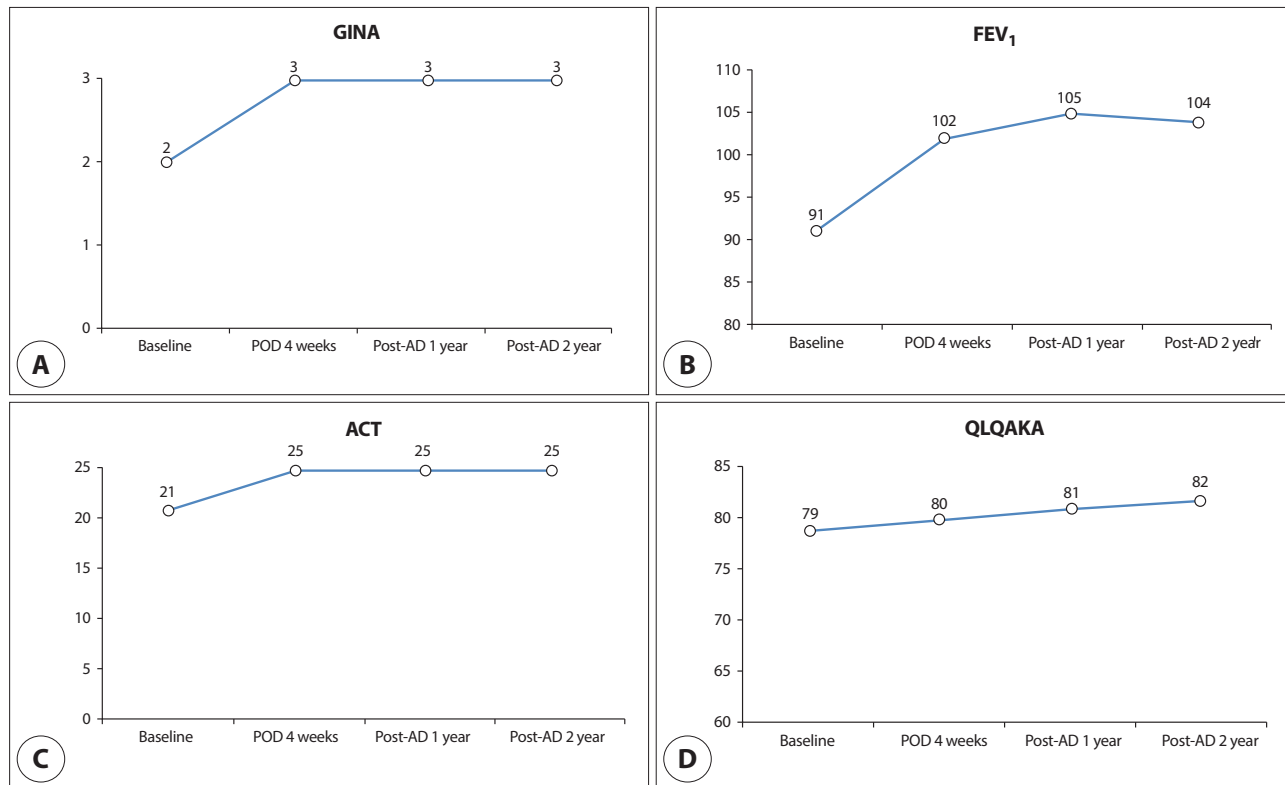 GINA
3
2
1
0
2
3
3
3
Baseline
POD 4 weeks
Post-AD 1 year
Post-AD 2 year
A
FEV₁
110
105
100
95
90
85
80
91
102
105
104
Baseline
POD 4 weeks
Post-AD 1 year
Post-AD 2 year
B
ACT
25
20
15
10
5
0
21
25
25
25
Baseline
POD 4 weeks
Post-AD 1 year
Post-AD 2 year
C
QLQAKA
85
80
75
70
65
60
79
80
81
82
Baseline
POD 4 weeks
Post-AD 1 year
Post-AD 2 year
D